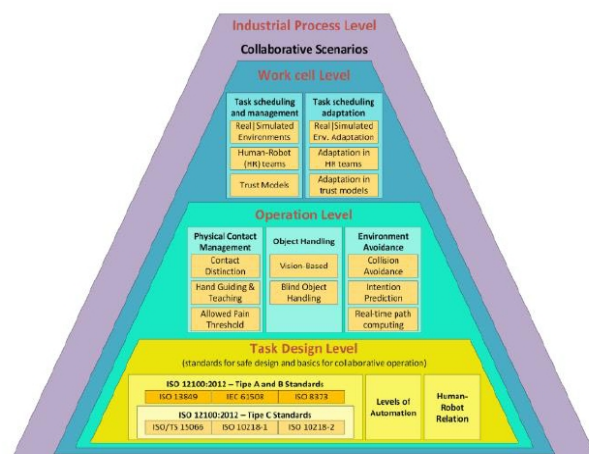 Industrial Process Level
Collaborative Scenarios
Work cell Level
Task scheduling
and management
Real|Simulated
Environments
Human-Robot
(HR) teams
Trust Models
Task scheduling
adaptation
Real|Simulated
Env. Adaptation
Adaptation in
HR teams
Adaptation in
trust models
Operation Level
Physical Contact
Management
Contact
Distinction
Hand Guiding &
Teaching
Allowed Pain
Threshold
Object Handling
Vision-Based
Blind Object
Handling
Environment
Avoidance
Collision
Avoidance
Intention
Prediction
Real-time path
computing
Task Design Level
(standards for safe design and basics for collaborative operation)
ISO 12100:2012 – Tipe A and B Standards
ISO 13849
IEC 61508
ISO 8373
ISO 12100:2012 – Tipe C Standards
ISO/TS 15066
ISO 10218-1
ISO 10218-2
Levels of
Automation
Human-
Robot
Relation